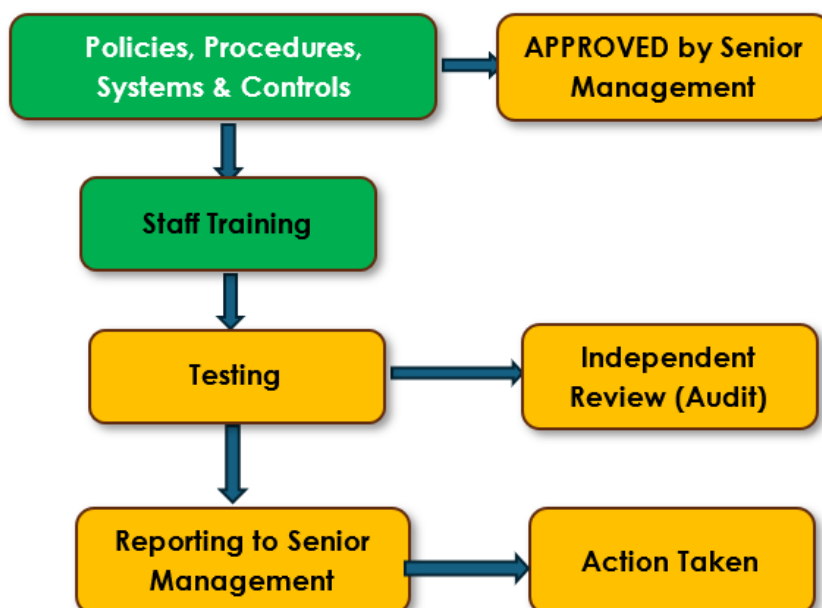 Policies, Procedures,
Systems & Controls
APPROVED by Senior
Management
Staff Training
Testing
Independent
Review (Audit)
Reporting to Senior
Management
Action Taken